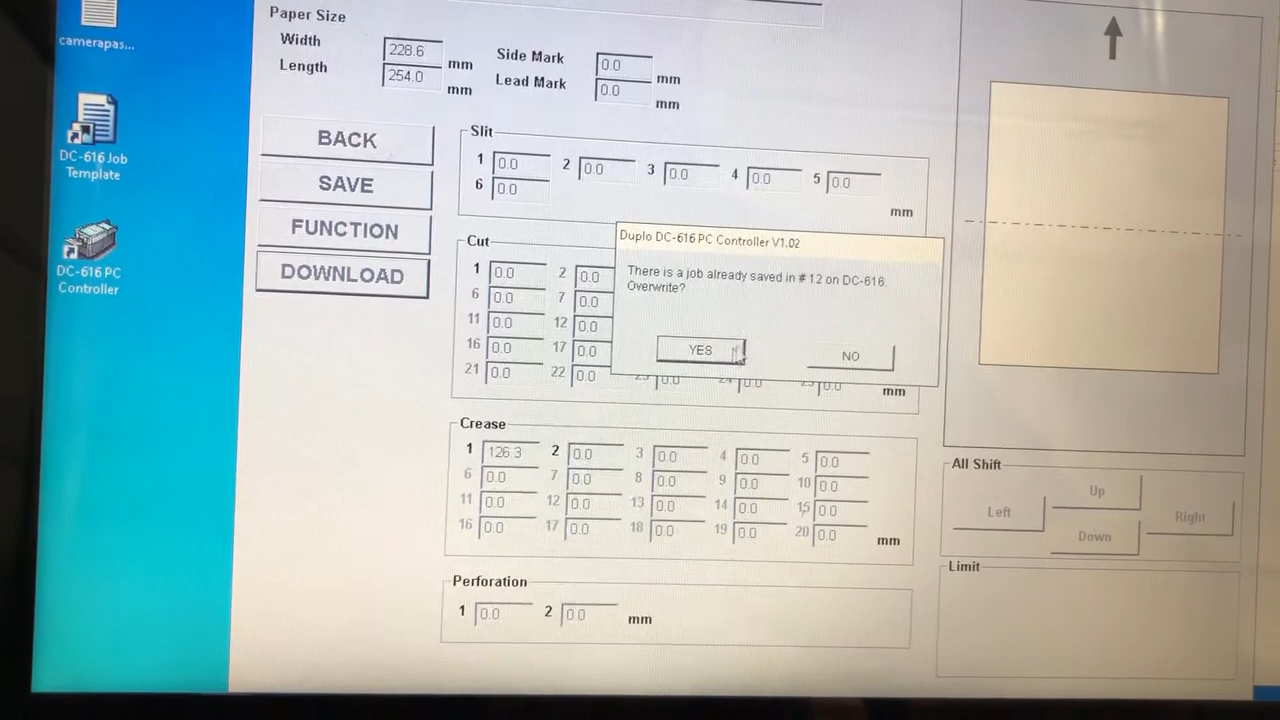 camerapas...
DC-616 Job
Template
DC-616 PC
Controller
Paper Size
Width 228.6 mm Side Mark 0.0 mm
Length 254.0 mm Lead Mark 0.0 mm
BACK
SAVE
FUNCTION
DOWNLOAD
Slit
1 0.0 2 0.0 3 0.0 4 0.0 5 0.0
6 0.0
mm
Cut
1 0.0 2 0.0
6 0.0 7 0.0
11 0.0 12 0.0
16 0.0 17 0.0
21 0.0 22 0.0 23 0.0 24 0.0 25 0.0
mm
Duplo DC-616 PC Controller V1.02
There is a job already saved in # 12 on DC-616.
Overwrite?
YES NO
Crease
1 126.3 2 0.0 3 0.0 4 0.0 5 0.0
6 0.0 7 0.0 8 0.0 9 0.0 10 0.0
11 0.0 12 0.0 13 0.0 14 0.0 15 0.0
16 0.0 17 0.0 18 0.0 19 0.0 20 0.0
mm
Perforation
1 0.0 2 0.0 mm
All Shift
Up
Left Right
Down
Limit